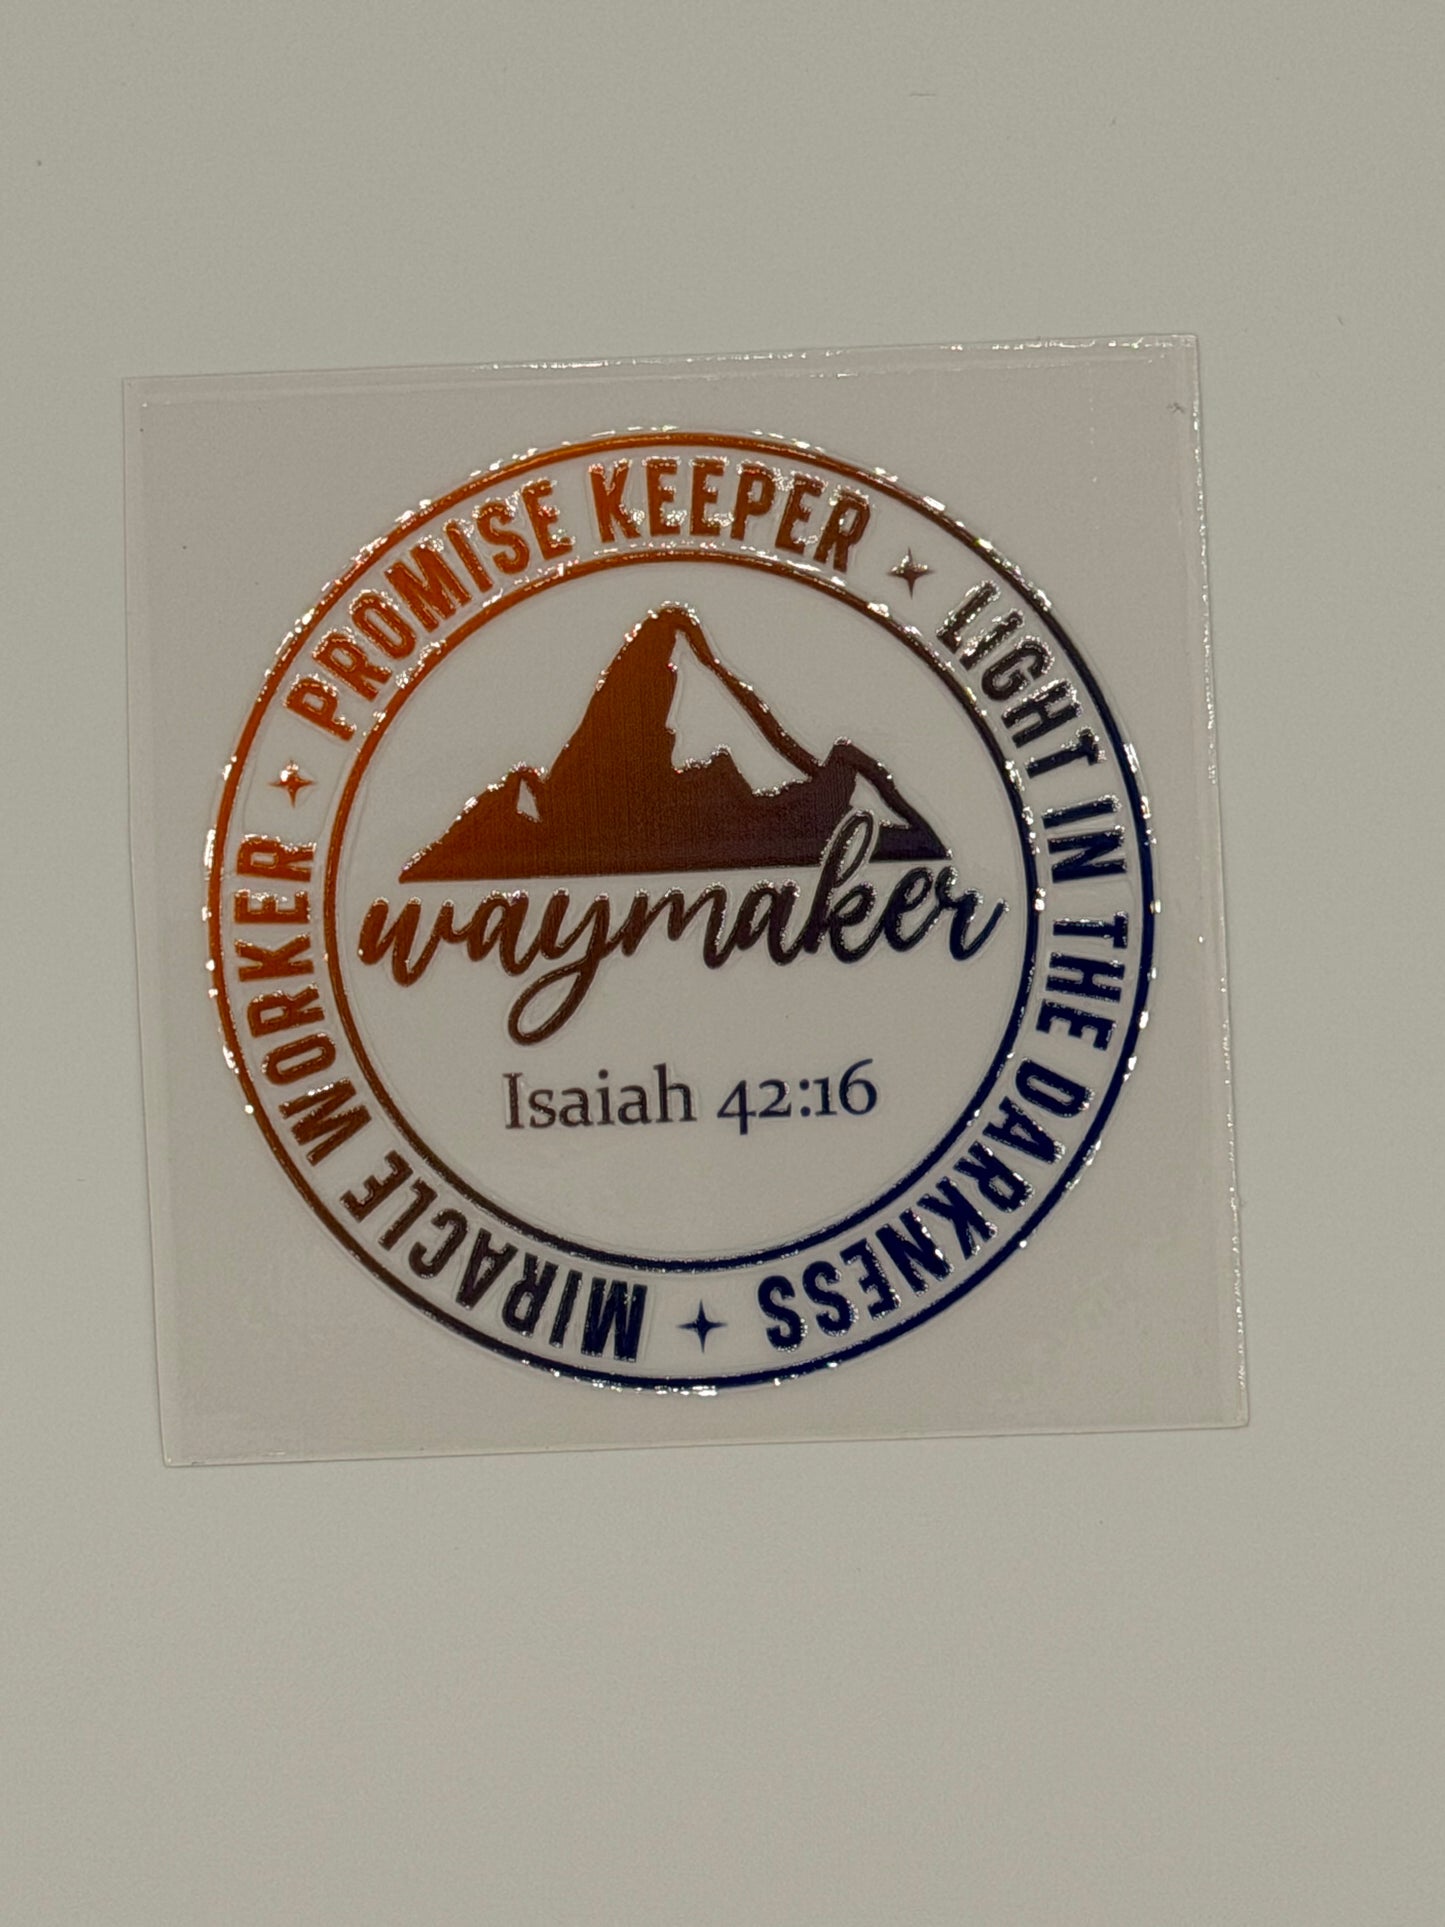 PROMISE KEEPER
LIGHT IN THE DARKNESS
MIRACLE WORKER
waymaker
Isaiah 42:16